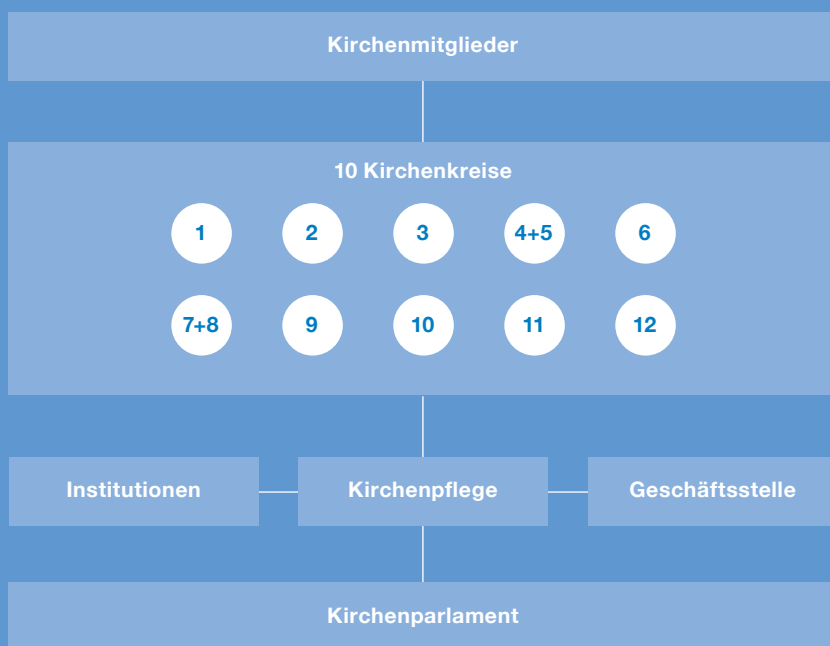 Kirchenmitglieder
10 Kirchenkreise
1 2 3 4+5 6
7+8 9 10 11 12
Institutionen Kirchenpflege Geschäftsstelle
Kirchenparlament